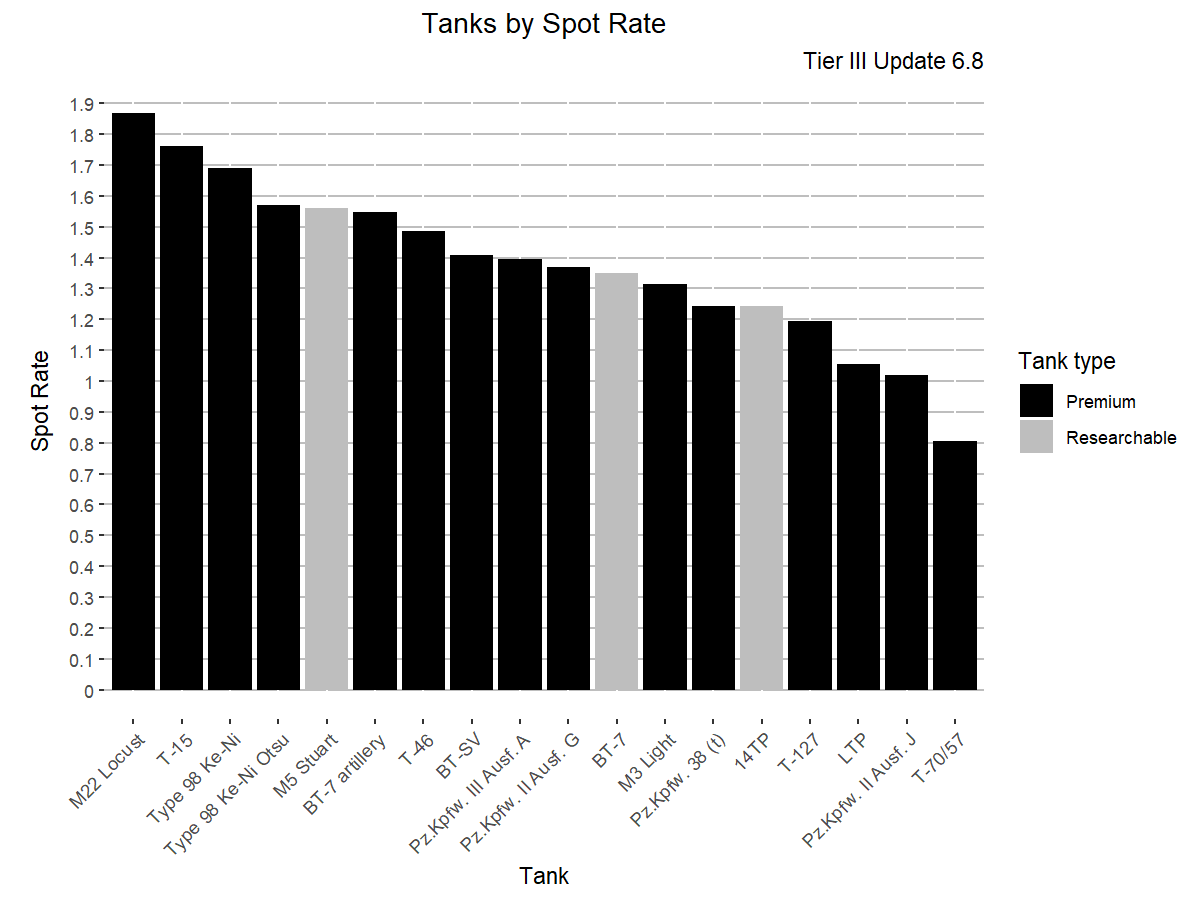 Tanks by Spot Rate
Tier III Update 6.8
Spot Rate
1.9
1.8
1.7
1.6
1.5
1.4
1.3
1.2
1.1
1
0.9
0.8
0.7
0.6
0.5
0.4
0.3
0.2
0.1
0
M22 Locust
T-15
Type 98 Ke-Ni
Type 98 Ke-Ni Otsu
M5 Stuart
BT-7 artillery
T-46
BT-SV
Pz.Kpfw. III Ausf. A
Pz.Kpfw. II Ausf. G
BT-7
M3 Light
Pz.Kpfw. 38 (t)
14TP
T-127
LTP
Pz.Kpfw. II Ausf. J
T-70/57
Tank
Tank type
Premium
Researchable